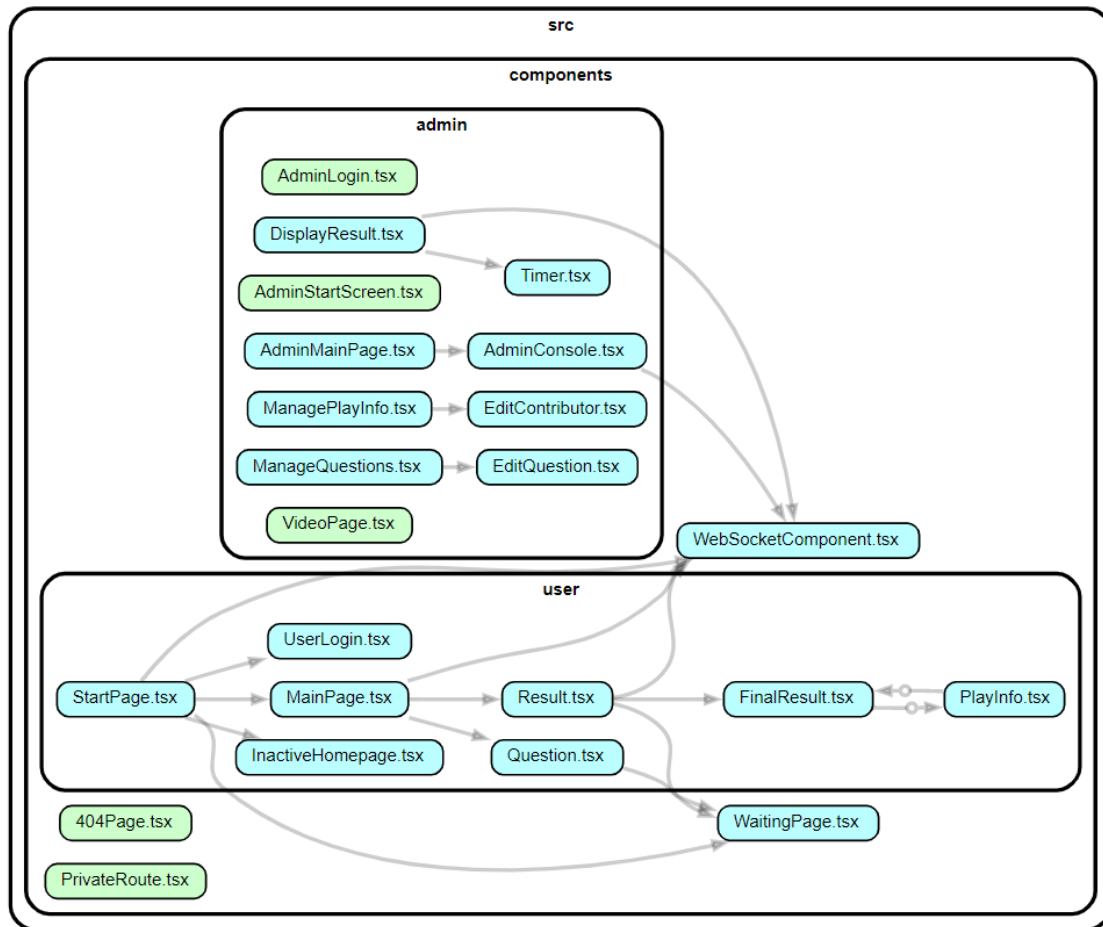 src
components
admin
AdminLogin.tsx
DisplayResult.tsx
Timer.tsx
AdminStartScreen.tsx
AdminMainPage.tsx
AdminConsole.tsx
ManagePlayInfo.tsx
EditContributor.tsx
ManageQuestions.tsx
EditQuestion.tsx
VideoPage.tsx
WebSocketComponent.tsx
user
UserLogin.tsx
StartPage.tsx
MainPage.tsx
Result.tsx
FinalResult.tsx
PlayInfo.tsx
InactiveHomepage.tsx
Question.tsx
404Page.tsx
WaitingPage.tsx
PrivateRoute.tsx